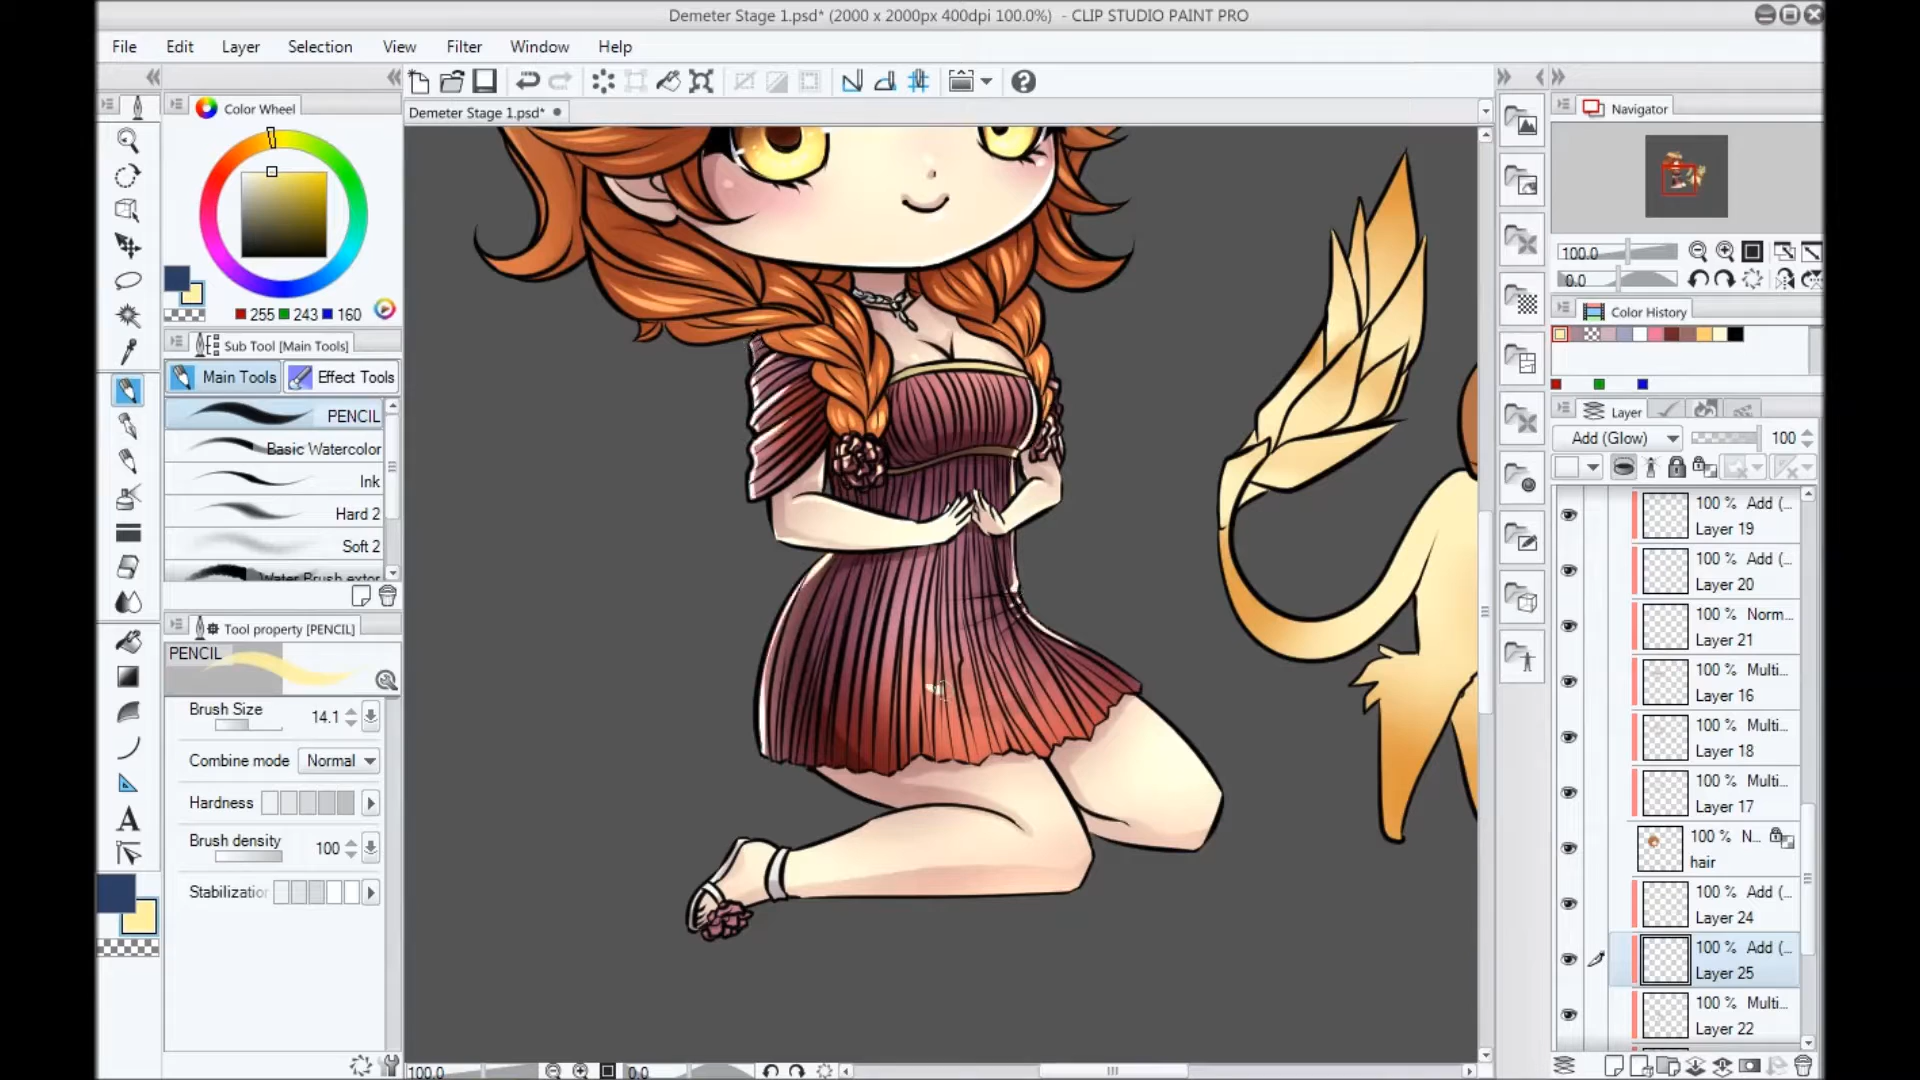 Demeter Stage 1.psd* (2000 x 2000px 400dpi 100.0%) - CLIP STUDIO PAINT PRO
File Edit Layer Selection View Filter Window Help
Color Wheel
Demeter Stage 1.psd*
Navigator
100.0
0.0
255 243 160
Color History
Sub Tool [Main Tools]
Main Tools Effect Tools
PENCIL
Basic Watercolor
Ink
Hard 2
Soft 2
Layer
Add (Glow) 100
100 % Add (...
Layer 19
100 % Add (...
Layer 20
100 % Norm...
Layer 21
100 % Multi...
Layer 16
100 % Multi...
Layer 18
100 % Multi...
Layer 17
100 % N...
hair
100 % Add (...
Layer 24
100 % Add (...
Layer 25
100 % Multi...
Layer 22
Tool property [PENCIL]
PENCIL
Brush Size 14.1
Combine mode Normal
Hardness
Brush density 100
Stabilizatio
100.0 0.0